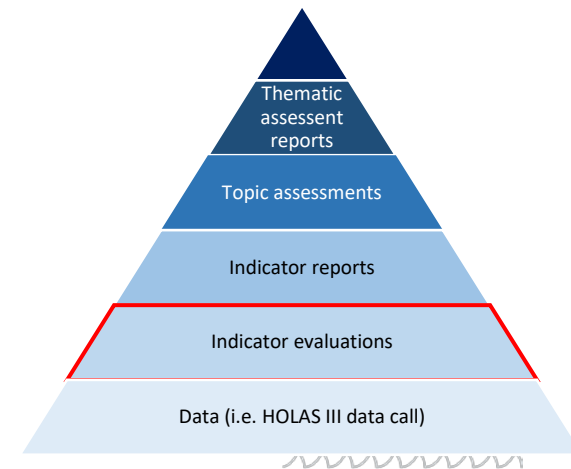 Thematic
assessent
reports
Topic assessments
Indicator reports
Indicator evaluations
Data (i.e. HOLAS III data call)